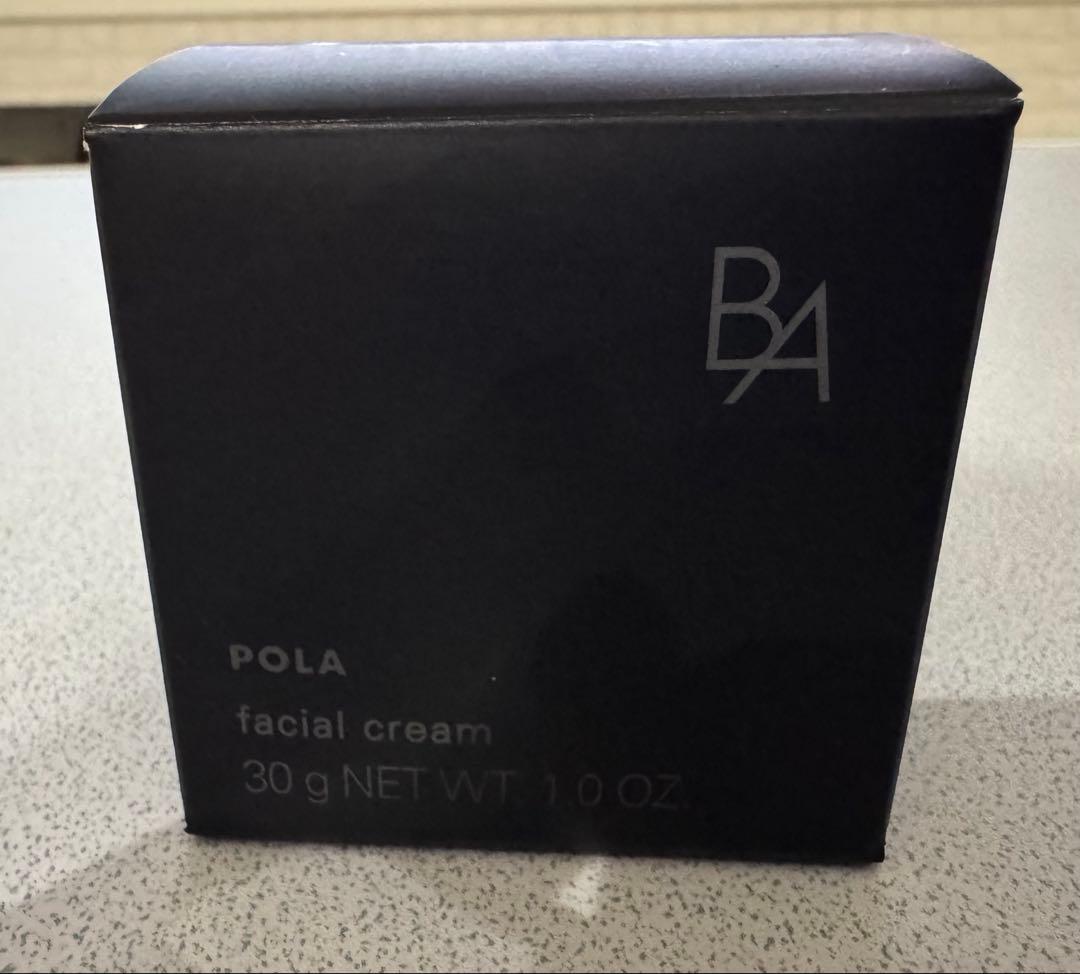 BA
POLA
facial cream
30 g NET WT. 1.0 OZ.